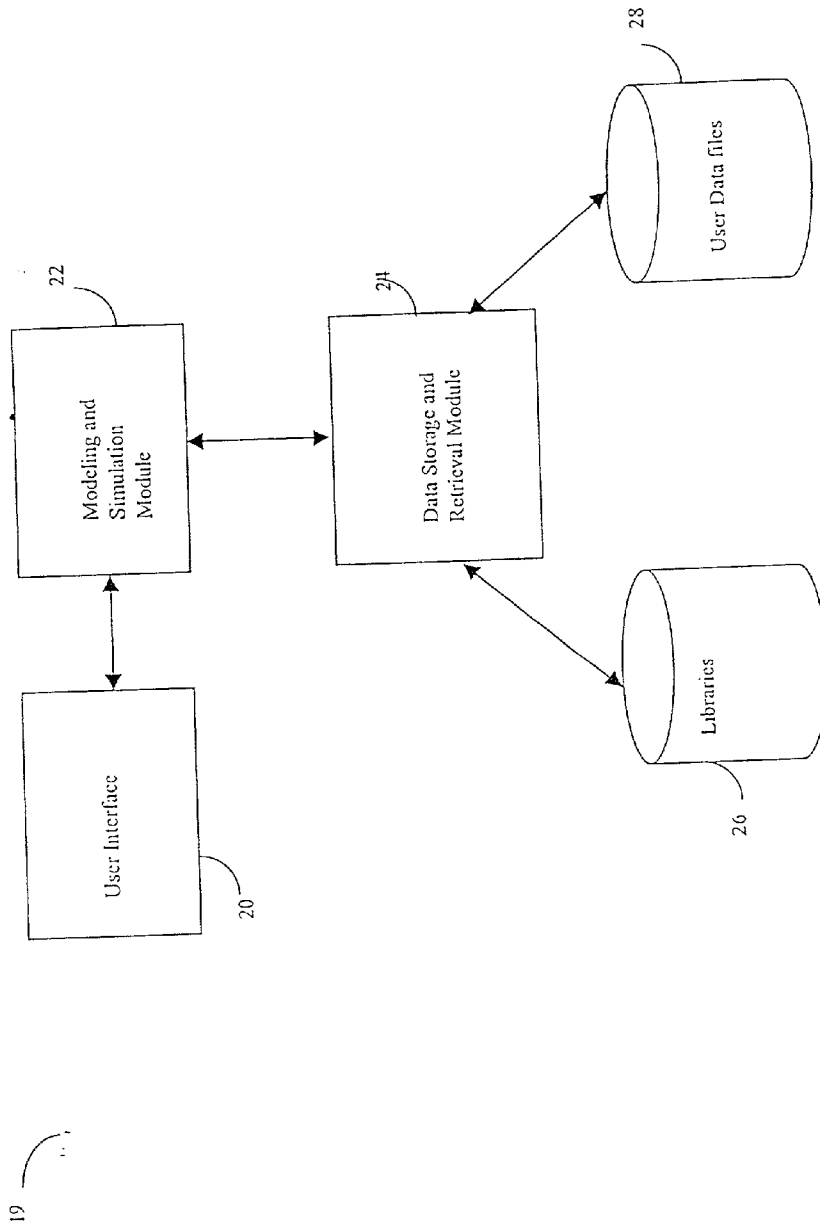 19
User Interface
20
Modeling and
Simulation
Module
22
Data Storage and
Retrieval Module
24
Libraries
26
User Data files
28